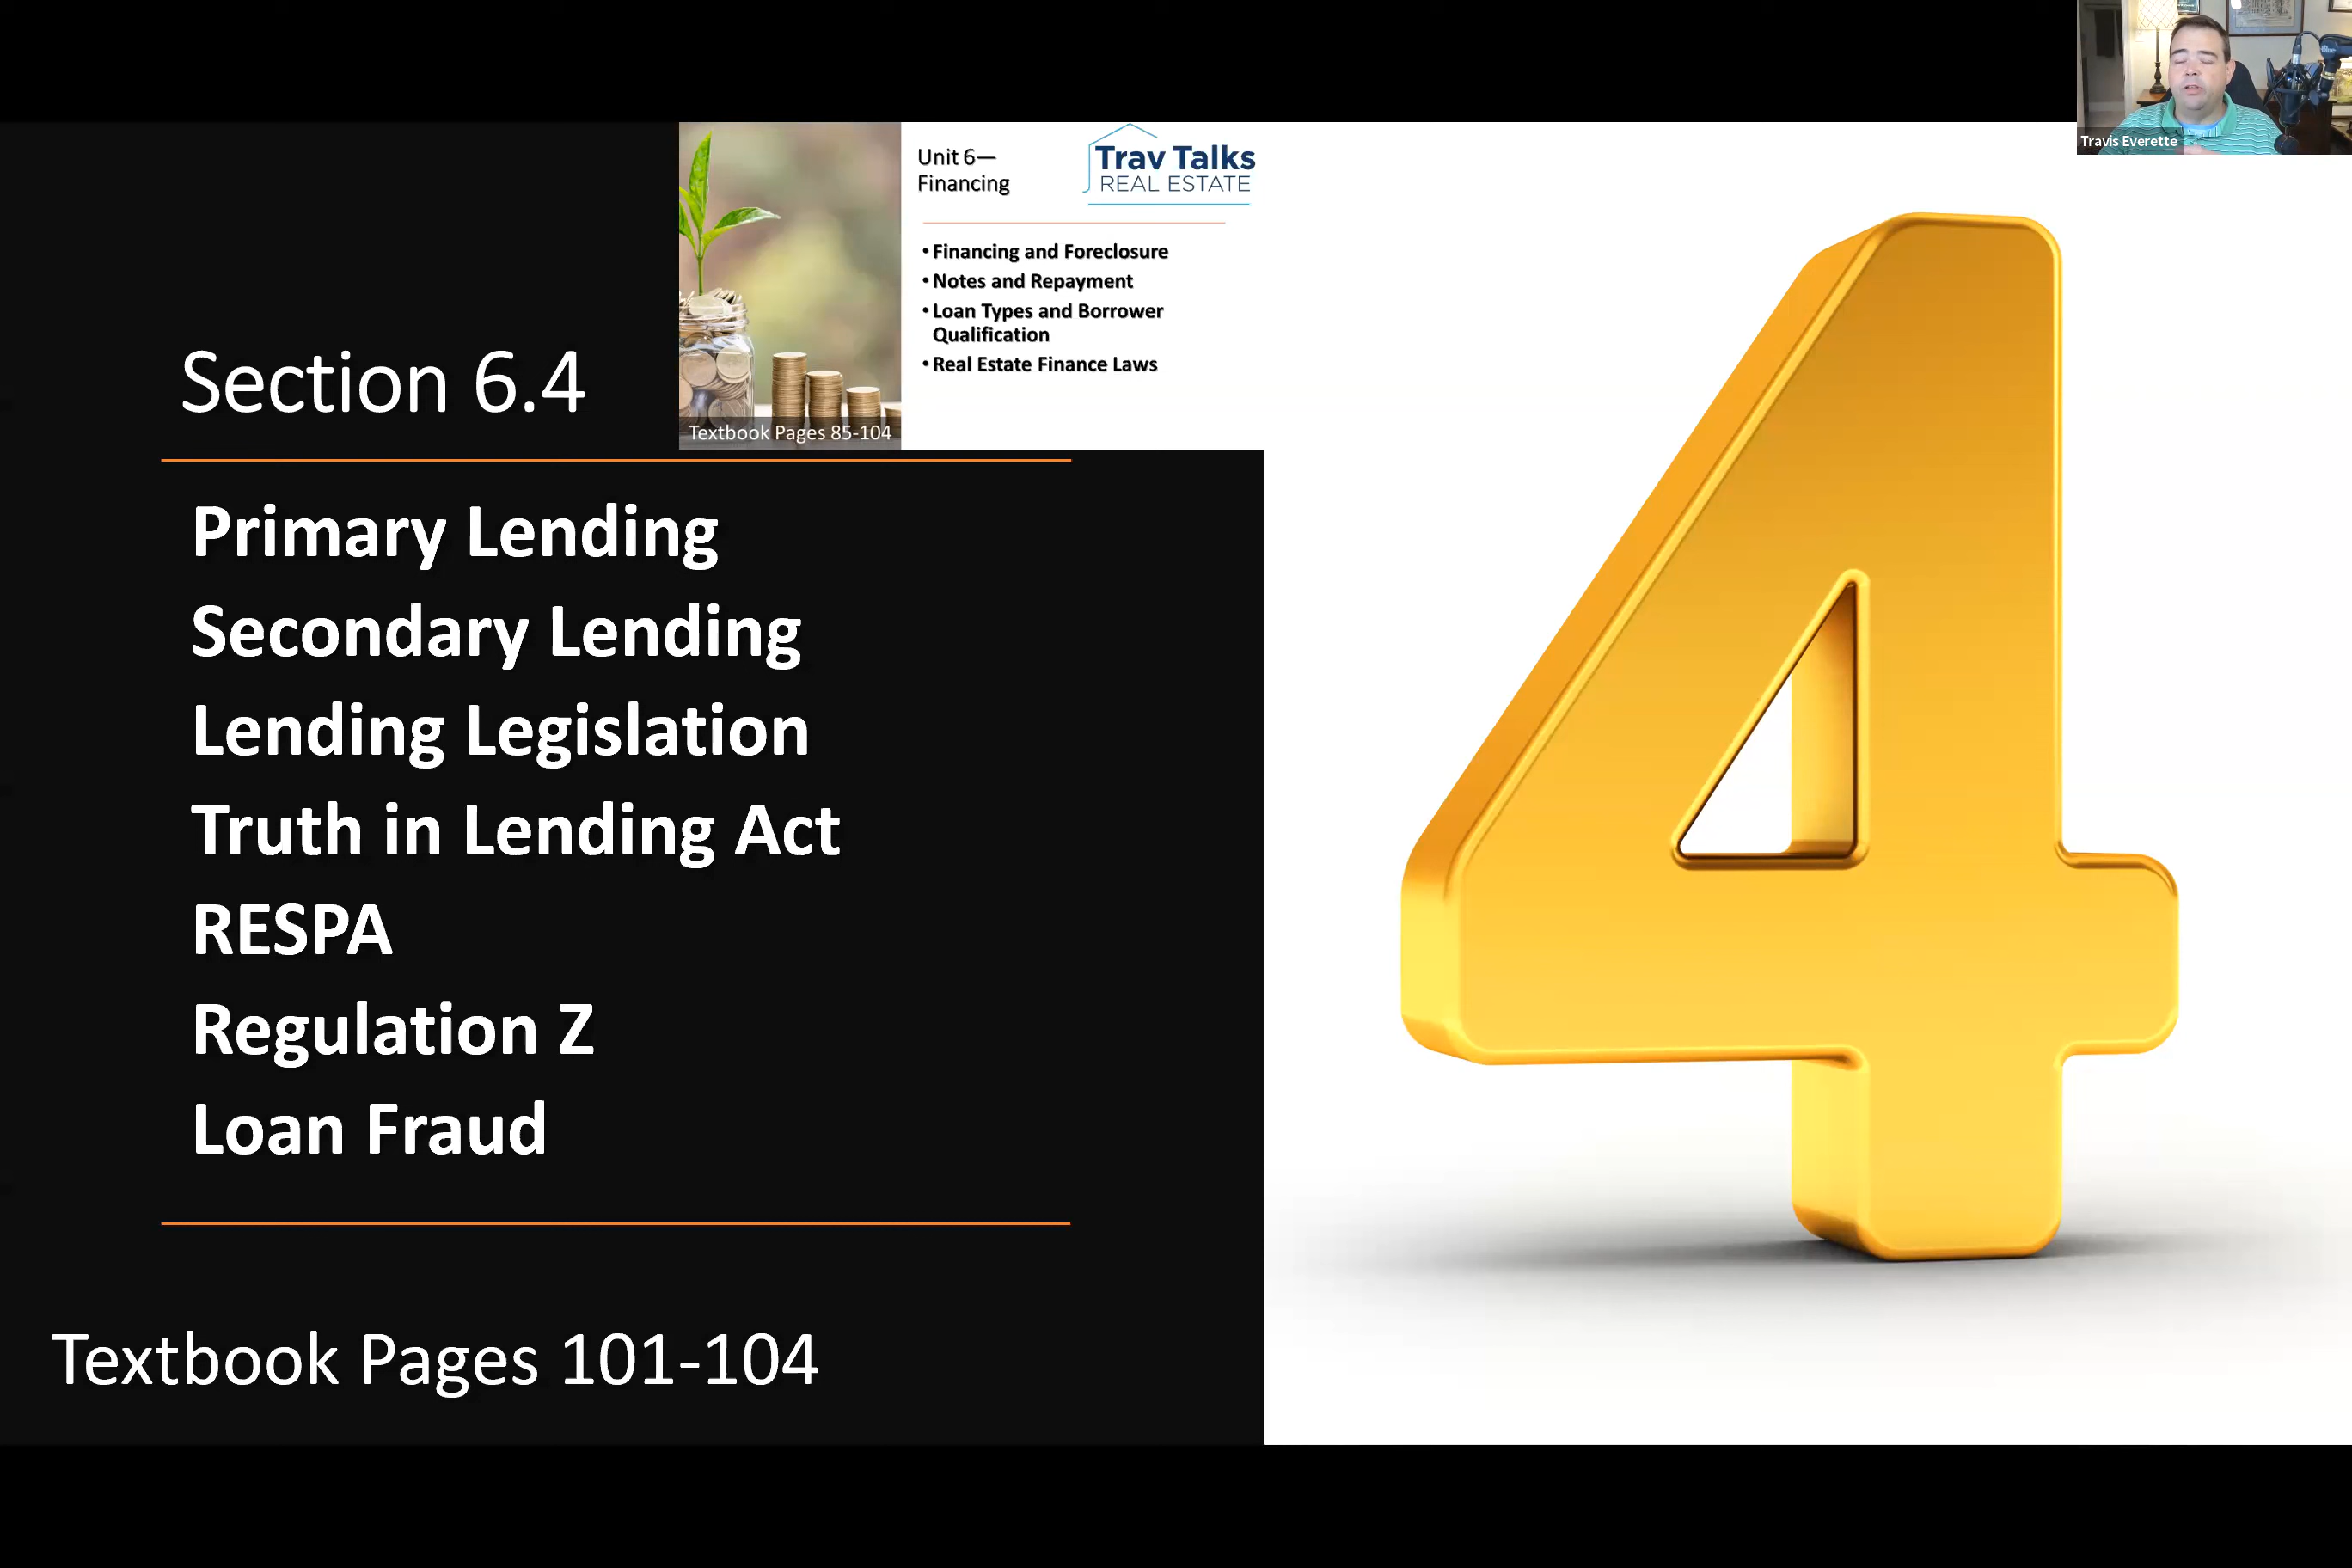 Travis Everette
Unit 6—
Financing
Trav Talks
REAL ESTATE
• Financing and Foreclosure
• Notes and Repayment
• Loan Types and Borrower
Qualification
• Real Estate Finance Laws
Textbook Pages 85-104
Section 6.4
Primary Lending
Secondary Lending
Lending Legislation
Truth in Lending Act
RESPA
Regulation Z
Loan Fraud
Textbook Pages 101-104
4